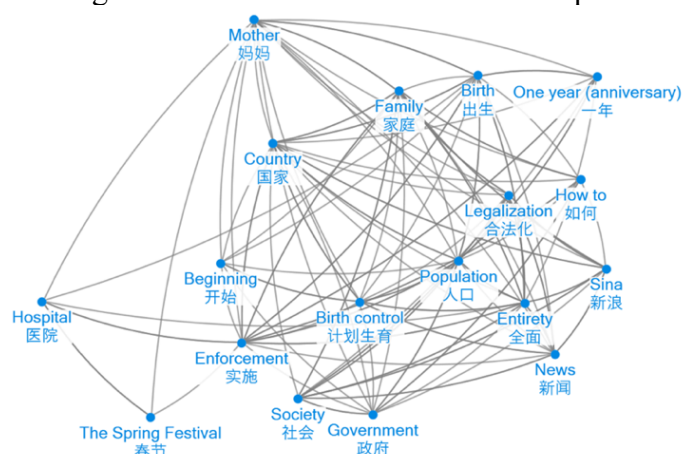 Mother
妈妈
Family
家庭
Birth
出生
One year (anniversary)
一年
Country
国家
How to
如何
Legalization
合法化
Beginning
开始
Population
人口
Sina
新浪
Hospital
医院
Birth control
计划生育
Entirety
全面
Enforcement
实施
News
新闻
Society
社会
Government
政府
The Spring Festival
春节